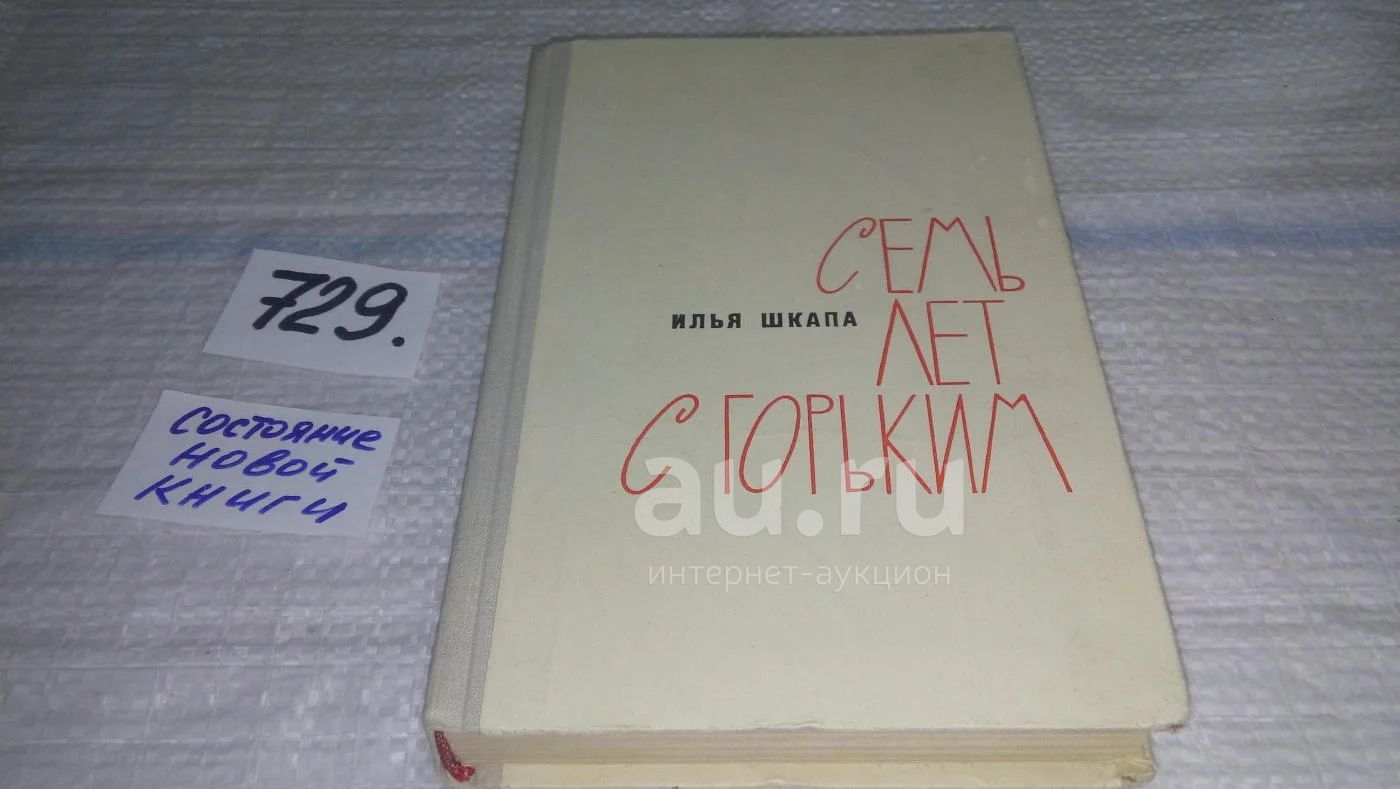 729.
СОСТОЯНИЕ
НОВОЙ
КНИГИ
СЕМЬ
ИЛЬЯ ШКАПА ЛЕТ
С ГОРЬКИМ
au.ru
интернет-аукцион